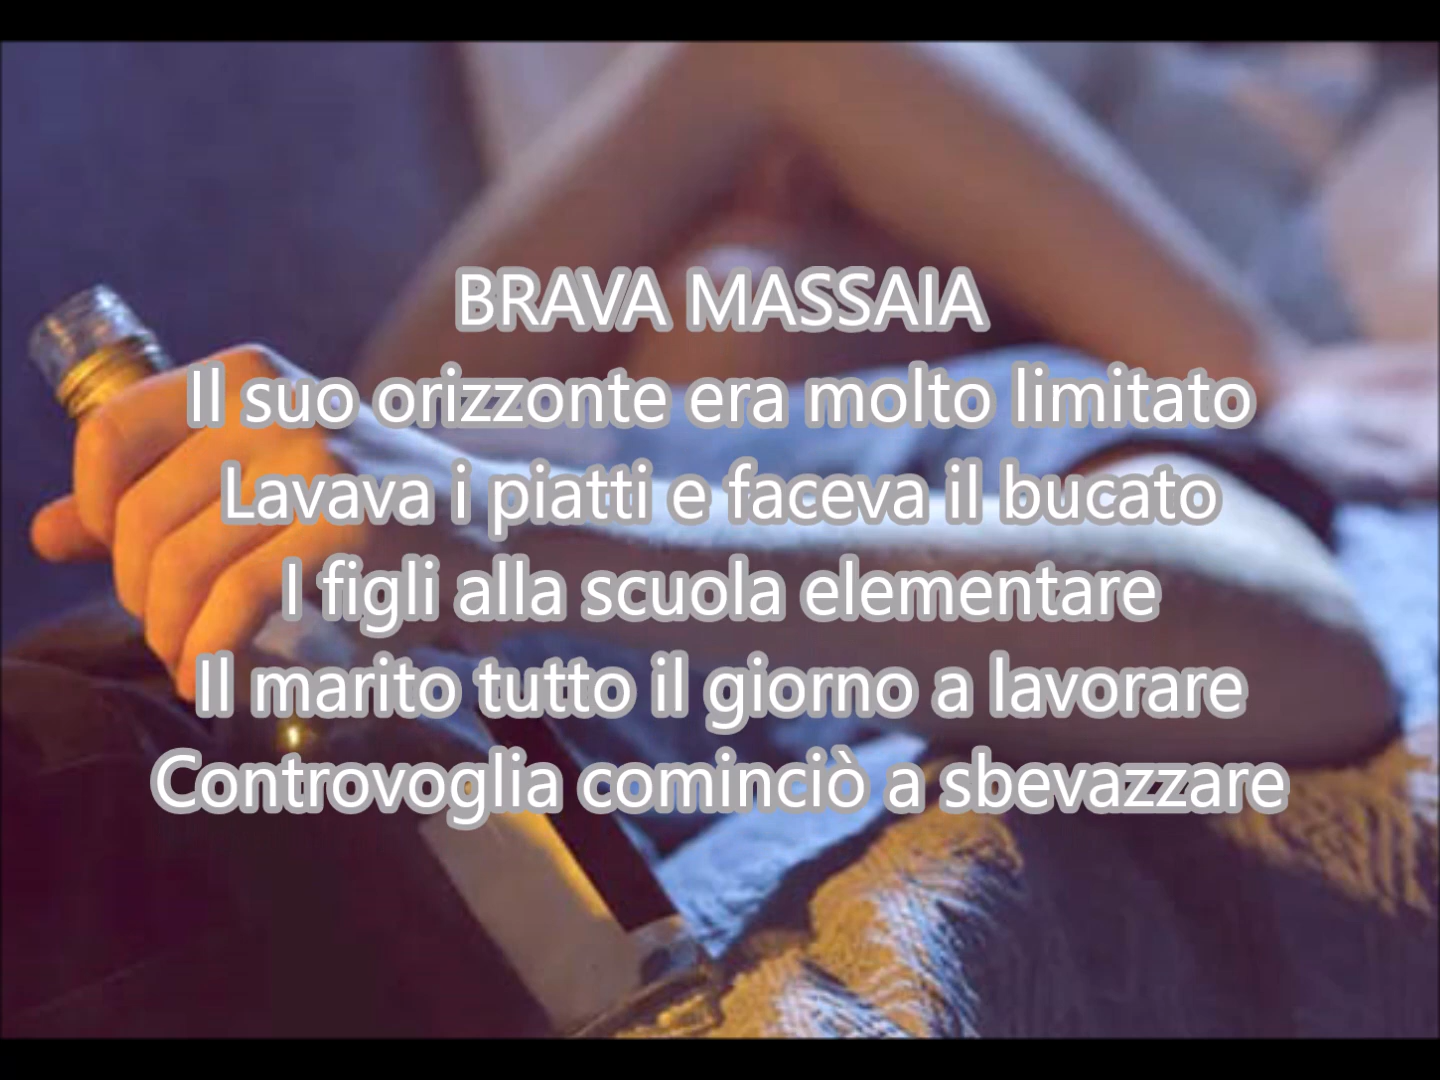 BRAVA MASSAIA
Il suo orizzonte era molto limitato
Lavava i piatti e faceva il bucato
I figli alla scuola elementare
Il marito tutto il giorno a lavorare
Controvoglia cominciò a sbevazzare